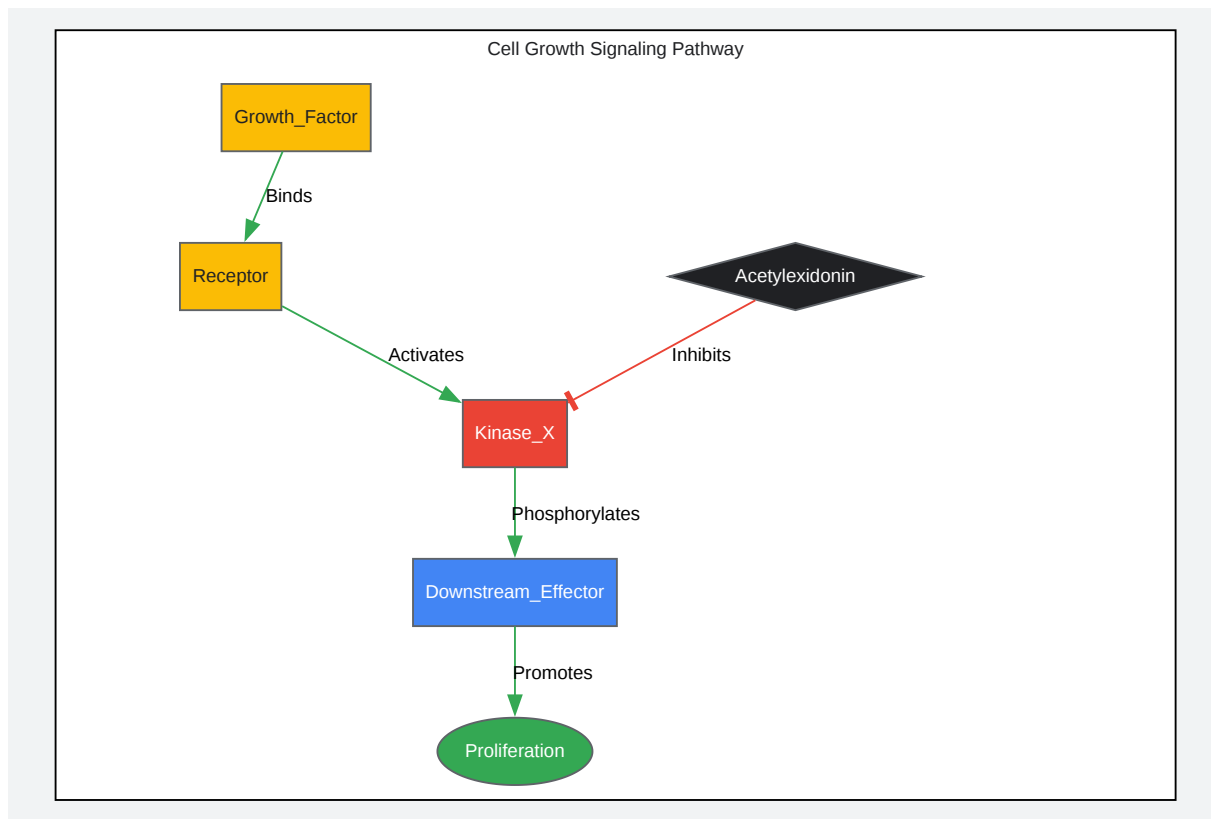 Cell Growth Signaling Pathway
Growth_Factor
Binds
Receptor
Acetylexidonin
Activates
Inhibits
Kinase_X
Phosphorylates
Downstream_Effector
Promotes
Proliferation